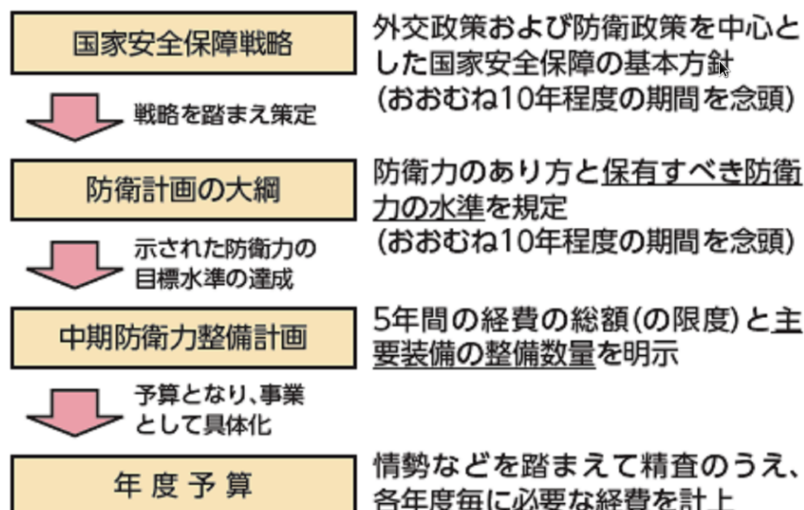 国家安全保障戦略
外交政策および防衛政策を中心と
した国家安全保障の基本方針
(おおむね10年程度の期間を念頭)
戦略を踏まえ策定
防衛計画の大綱
防衛力のあり方と保有すべき防衛
力の水準を規定
(おおむね10年程度の期間を念頭)
示された防衛力の
目標水準の達成
中期防衛力整備計画
5年間の経費の総額(の限度)と主
要装備の整備数量を明示
予算となり、事業
として具体化
年度予算
情勢などを踏まえて精査のうえ、
各年度毎に必要な経費を計上